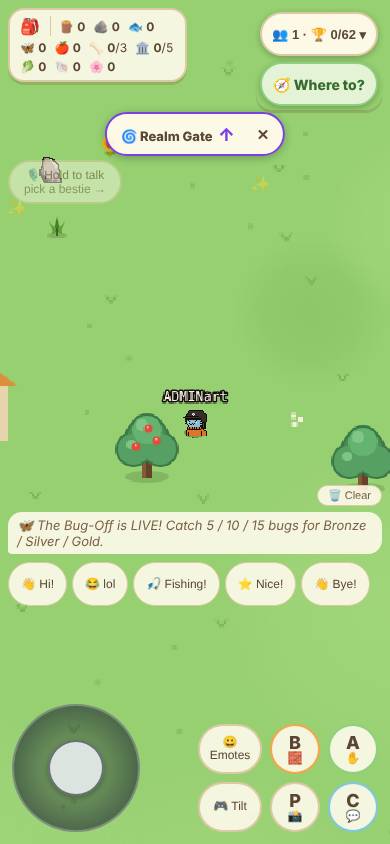 0 0 0
0 0 0/3 0/5
0 0 0
1 · 0/62 ▾
Where to?
Realm Gate ↑ ✕
Hold to talk
pick a bestie →
ADMINart
Clear
The Bug-Off is LIVE! Catch 5 / 10 / 15 bugs for Bronze
/ Silver / Gold.
Hi! lol Fishing! Nice! Bye!
Emotes
B
A
Tilt
P
C